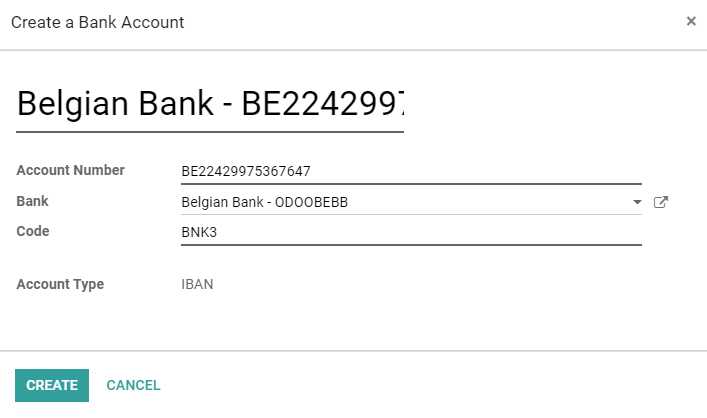 Create a Bank Account ×
Belgian Bank - BE2242997
Account Number BE22429975367647
Bank Belgian Bank - ODOOBEBB
Code BNK3
Account Type IBAN
CREATE CANCEL